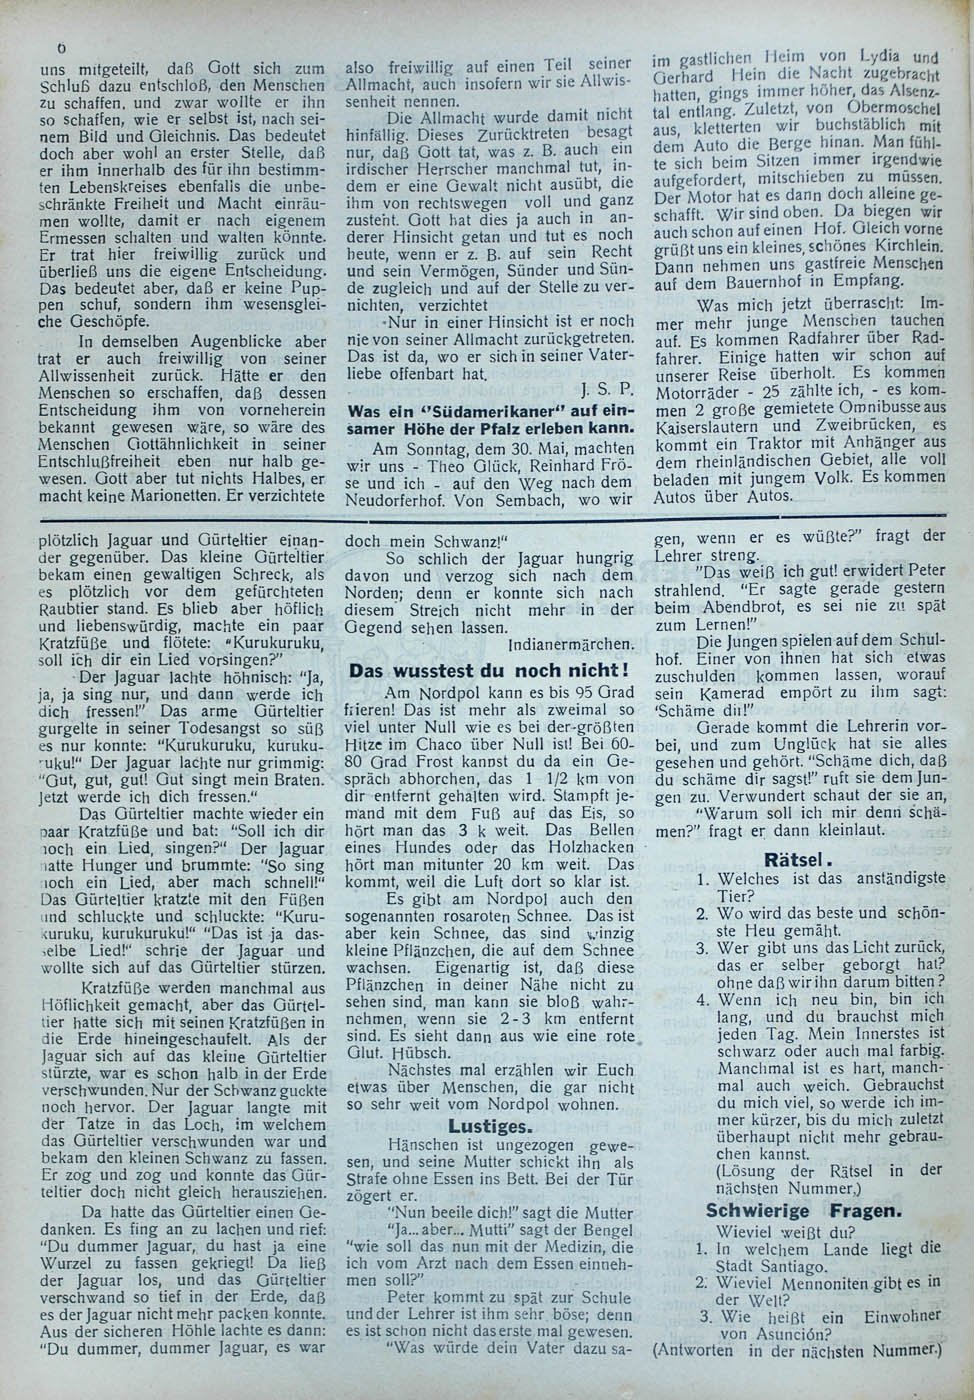 6
uns mitgeteilt, daß Gott sich zum
Schluß dazu entschloß, den Menschen
zu schaffen, und zwar wollte er ihn
so schaffen, wie er selbst ist, nach sei-
nem Bild und Gleichnis. Das bedeutet
doch aber wohl an erster Stelle, daß
er ihm innerhalb des für ihn bestimm-
ten Lebenskreises ebenfalls die unbe-
schränkte Freiheit und Macht einräu-
men wollte, damit er nach eigenem
Ermessen schalten und walten könnte.
Er trat hier freiwillig zurück und
überließ uns die eigene Entscheidung.
Das bedeutet aber, daß er keine Pup-
pen schuf, sondern ihm wesensglei-
che Geschöpfe.
In demselben Augenblicke aber
trat er auch freiwillig von seiner
Allwissenheit zurück. Hätte er den
Menschen so erschaffen, daß dessen
Entscheidung ihm von vorneherein
bekannt gewesen wäre, so wäre des
Menschen Gottähnlichkeit in seiner
Entschlußfreiheit eben nur halb ge-
wesen. Gott aber tut nichts Halbes, er
macht keine Marionetten. Er verzichtete
also freiwillig auf einen Teil seiner
Allmacht, auch insofern wir sie Allwis-
senheit nennen.
Die Allmacht wurde damit nicht
hinfällig. Dieses Zurücktreten besagt
nur, daß Gott tat, was z. B. auch ein
irdischer Herrscher manchmal tut, in-
dem er eine Gewalt nicht ausübt, die
ihm von rechtswegen voll und ganz
zusteht. Gott hat dies ja auch in an-
derer Hinsicht getan und tut es noch
heute, wenn er z. B. auf sein Recht
und sein Vermögen, Sünder und Sün-
de zugleich und auf der Stelle zu ver-
nichten, verzichtet
Nur in einer Hinsicht ist er noch
nie von seiner Allmacht zurückgetreten.
Das ist da, wo er sich in seiner Vater-
liebe offenbart hat.
J. S. P.
Was ein “Südamerikaner“ auf ein-
samer Höhe der Pfalz erleben kann.
Am Sonntag, dem 30. Mai, machten
wir uns - Theo Glück, Reinhard Frö-
se und ich - auf den Weg nach dem
Neudorferhof. Von Sembach, wo wir
im gastlichen Heim von Lydia und
Gerhard Hein die Nacht zugebracht
hatten, gings immer höher, das Alsenz-
tal entlang. Zuletzt, von Obermoschel
aus, kletterten wir buchstäblich mit
dem Auto die Berge hinan. Man fühl-
te sich beim Sitzen immer irgendwie
aufgefordert, mitschieben zu müssen.
Der Motor hat es dann doch alleine ge-
schafft. Wir sind oben. Da biegen wir
auch schon auf einen Hof. Gleich vorne
grüßt uns ein kleines, schönes Kirchlein.
Dann nehmen uns gastfreie Menschen
auf dem Bauernhof in Empfang.
Was mich jetzt überrascht: Im-
mer mehr junge Menschen tauchen
auf. Es kommen Radfahrer über Rad-
fahrer. Einige hatten wir schon auf
unserer Reise überholt. Es kommen
Motorräder - 25 zählte ich, - es kom-
men 2 große gemietete Omnibusse aus
Kaiserslautern und Zweibrücken, es
kommt ein Traktor mit Anhänger aus
dem rheinländischen Gebiet, alle voll
beladen mit jungem Volk. Es kommen
Autos über Autos.
plötzlich Jaguar und Gürteltier einan-
der gegenüber. Das kleine Gürteltier
bekam einen gewaltigen Schreck, als
es plötzlich vor dem gefürchteten
Raubtier stand. Es blieb aber höflich
und liebenswürdig, machte ein paar
Kratzfüße und flötete: “Kurukuruku,
soll ich dir ein Lied vorsingen?”
Der Jaguar lachte höhnisch: “Ja,
ja, ja sing nur, und dann werde ich
dich fressen!” Das arme Gürteltier
gurgelte in seiner Todesangst so süß
es nur konnte: “Kurukuruku, kuruku-
ruku!“ Der Jaguar lachte nur grimmig:
“Gut, gut, gut! Gut singt mein Braten.
Jetzt werde ich dich fressen.“
Das Gürteltier machte wieder ein
paar Kratzfüße und bat: “Soll ich dir
noch ein Lied, singen?“ Der Jaguar
hatte Hunger und brummte: “So sing
noch ein Lied, aber mach schnell!“
Das Gürteltier kratzte mit den Füßen
und schluckte und schluckte: “Kuru-
kuruku, kurukuruku!“ “Das ist ja das-
selbe Lied!“ schrie der Jaguar und
wollte sich auf das Gürteltier stürzen.
Kratzfüße werden manchmal aus
Höflichkeit gemacht, aber das Gürtel-
tier hatte sich mit seinen Kratzfüßen in
die Erde hineingeschaufelt. Als der
Jaguar sich auf das kleine Gürteltier
stürzte, war es schon halb in der Erde
verschwunden. Nur der Schwanz guckte
noch hervor. Der Jaguar langte mit
der Tatze in das Loch, im welchem
das Gürteltier verschwunden war und
bekam den kleinen Schwanz zu fassen.
Er zog und zog und konnte das Gür-
teltier doch nicht gleich herausziehen.
Da hatte das Gürteltier einen Ge-
danken. Es fing an zu lachen und rief:
“Du dummer Jaguar, du hast ja eine
Wurzel zu fassen gekriegt! Da ließ
der Jaguar los, und das Gürteltier
verschwand so tief in der Erde, daß
es der Jaguar nicht mehr packen konnte.
Aus der sicheren Höhle lachte es dann:
“Du dummer, dummer Jaguar, es war
doch mein Schwanz!“
So schlich der Jaguar hungrig
davon und verzog sich nach dem
Norden; denn er konnte sich nach
diesem Streich nicht mehr in der
Gegend sehen lassen.
Indianermärchen.
Das wusstest du noch nicht!
Am Nordpol kann es bis 95 Grad
frieren! Das ist mehr als zweimal so
viel unter Null wie es bei der größten
Hitze im Chaco über Null ist! Bei 60-
80 Grad Frost kannst du da ein Ge-
spräch abhorchen, das 1 1/2 km von
dir entfernt gehalten wird. Stampft je-
mand mit dem Fuß auf das Eis, so
hört man das 3 k weit. Das Bellen
eines Hundes oder das Holzhacken
hört man mitunter 20 km weit. Das
kommt, weil die Luft dort so klar ist.
Es gibt am Nordpol auch den
sogenannten rosaroten Schnee. Das ist
aber kein Schnee, das sind winzig
kleine Pflänzchen, die auf dem Schnee
wachsen. Eigenartig ist, daß diese
Pflänzchen in deiner Nähe nicht zu
sehen sind, man kann sie bloß wahr-
nehmen, wenn sie 2-3 km entfernt
sind. Es sieht dann aus wie eine rote
Glut. Hübsch.
Nächstes mal erzählen wir Euch
etwas über Menschen, die gar nicht
so sehr weit vom Nordpol wohnen.
Lustiges.
Hänschen ist ungezogen gewe-
sen, und seine Mutter schickt ihn als
Strafe ohne Essen ins Bett. Bei der Tür
zögert er.
“Nun beeile dich!“ sagt die Mutter
“Ja... aber... Mutti” sagt der Bengel
“wie soll das nun mit der Medizin, die
ich vom Arzt nach dem Essen einneh-
men soll?”
Peter kommt zu spät zur Schule
und der Lehrer ist ihm sehr böse; denn
es ist schon nicht das erste mal gewesen.
“Was würde dein Vater dazu sa-
gen, wenn er es wüßte?” fragt der
Lehrer streng.
”Das weiß ich gut! erwidert Peter
strahlend. “Er sagte gerade gestern
beim Abendbrot, es sei nie zu spät
zum Lernen!”
Die Jungen spielen auf dem Schul-
hof. Einer von ihnen hat sich etwas
zuschulden kommen lassen, worauf
sein Kamerad empört zu ihm sagt:
‘Schäme dir!”
Gerade kommt die Lehrerin vor-
bei, und zum Unglück hat sie alles
gesehen und gehört. “Schäme dich, daß
du schäme dir sagst!” ruft sie dem Jun-
gen zu. Verwundert schaut der sie an,
“Warum soll ich mir denn schä-
men?” fragt er dann kleinlaut.
Rätsel.
1. Welches ist das anständigste
Tier?
2. Wo wird das beste und schön-
ste Heu gemäht.
3. Wer gibt uns das Licht zurück,
das er selber geborgt hat?
ohne daß wir ihn darum bitten?
4. Wenn ich neu bin, bin ich
lang, und du brauchst mich
jeden Tag. Mein Innerstes ist
schwarz oder auch mal farbig.
Manchmal ist es hart, manch-
mal auch weich. Gebrauchst
du mich viel, so werde ich im-
mer kürzer, bis du mich zuletzt
überhaupt nicht mehr gebrau-
chen kannst.
(Lösung der Rätsel in der
nächsten Nummer.)
Schwierige Fragen.
Wieviel weißt du?
1. In welchem Lande liegt die
Stadt Santiago.
2. Wieviel Mennoniten gibt es in
der Welt?
3. Wie heißt ein Einwohner
von Asunción?
(Antworten in der nächsten Nummer.)